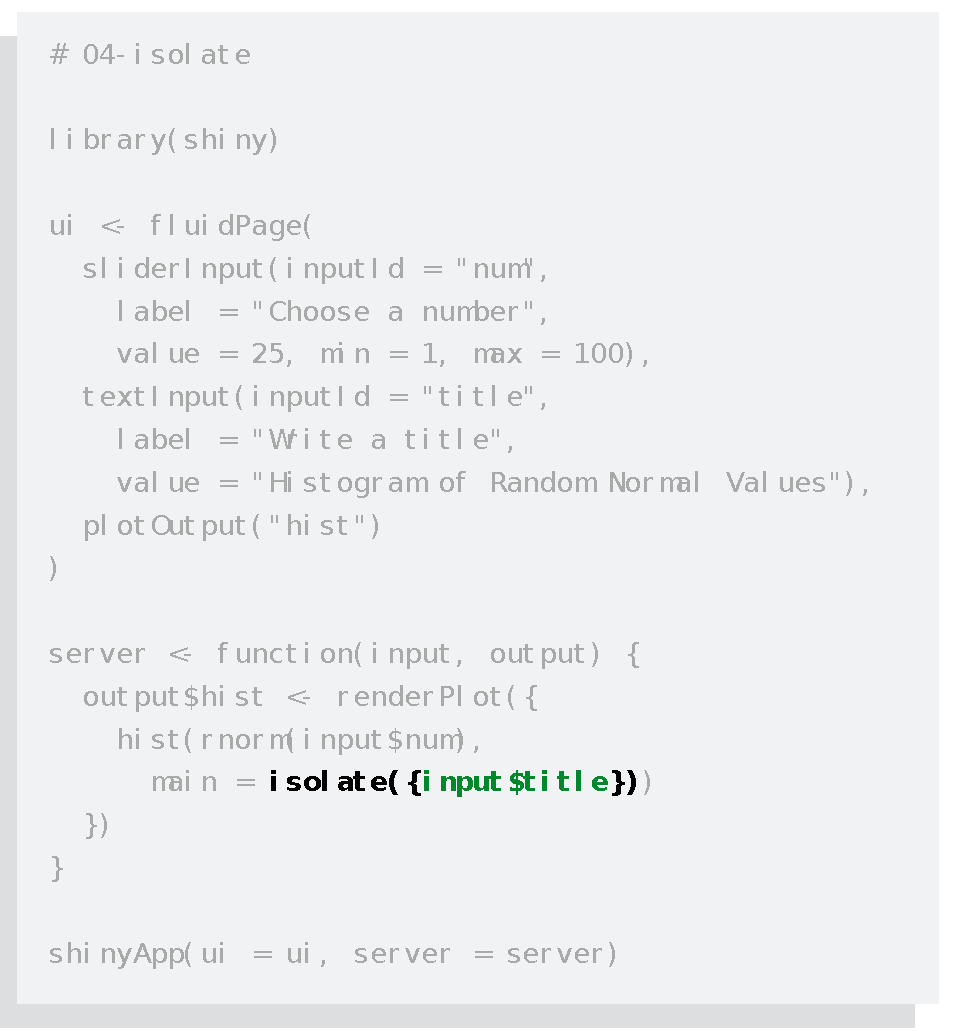 # 04-isolate

library(shiny)

ui <- fluidPage(
  sliderInput(inputId = "num",
    label = "Choose a number",
    value = 25, min = 1, max = 100),
  textInput(inputId = "title",
    label = "Write a title",
    value = "Histogram of Random Normal Values"),
  plotOutput("hist")
)

server <- function(input, output) {
  output$hist <- renderPlot({
    hist(rnorm(input$num),
      main = isolate({input$title}))
  })
}

shinyApp(ui = ui, server = server)